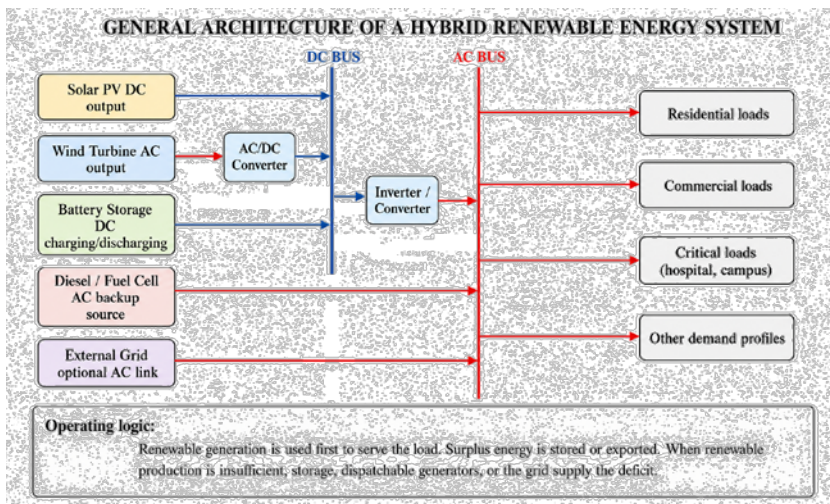 GENERAL ARCHITECTURE OF A HYBRID RENEWABLE ENERGY SYSTEM
DC BUS
AC BUS
Solar PV DC
output
Wind Turbine AC
output
AC/DC
Converter
Battery Storage
DC
charging/discharging
Inverter /
Converter
Diesel / Fuel Cell
AC backup
source
External Grid
optional AC link
Residential loads
Commercial loads
Critical loads
(hospital, campus)
Other demand profiles
Operating logic:
Renewable generation is used first to serve the load. Surplus energy is stored or exported. When renewable
production is insufficient, storage, dispatchable generators, or the grid supply the deficit.